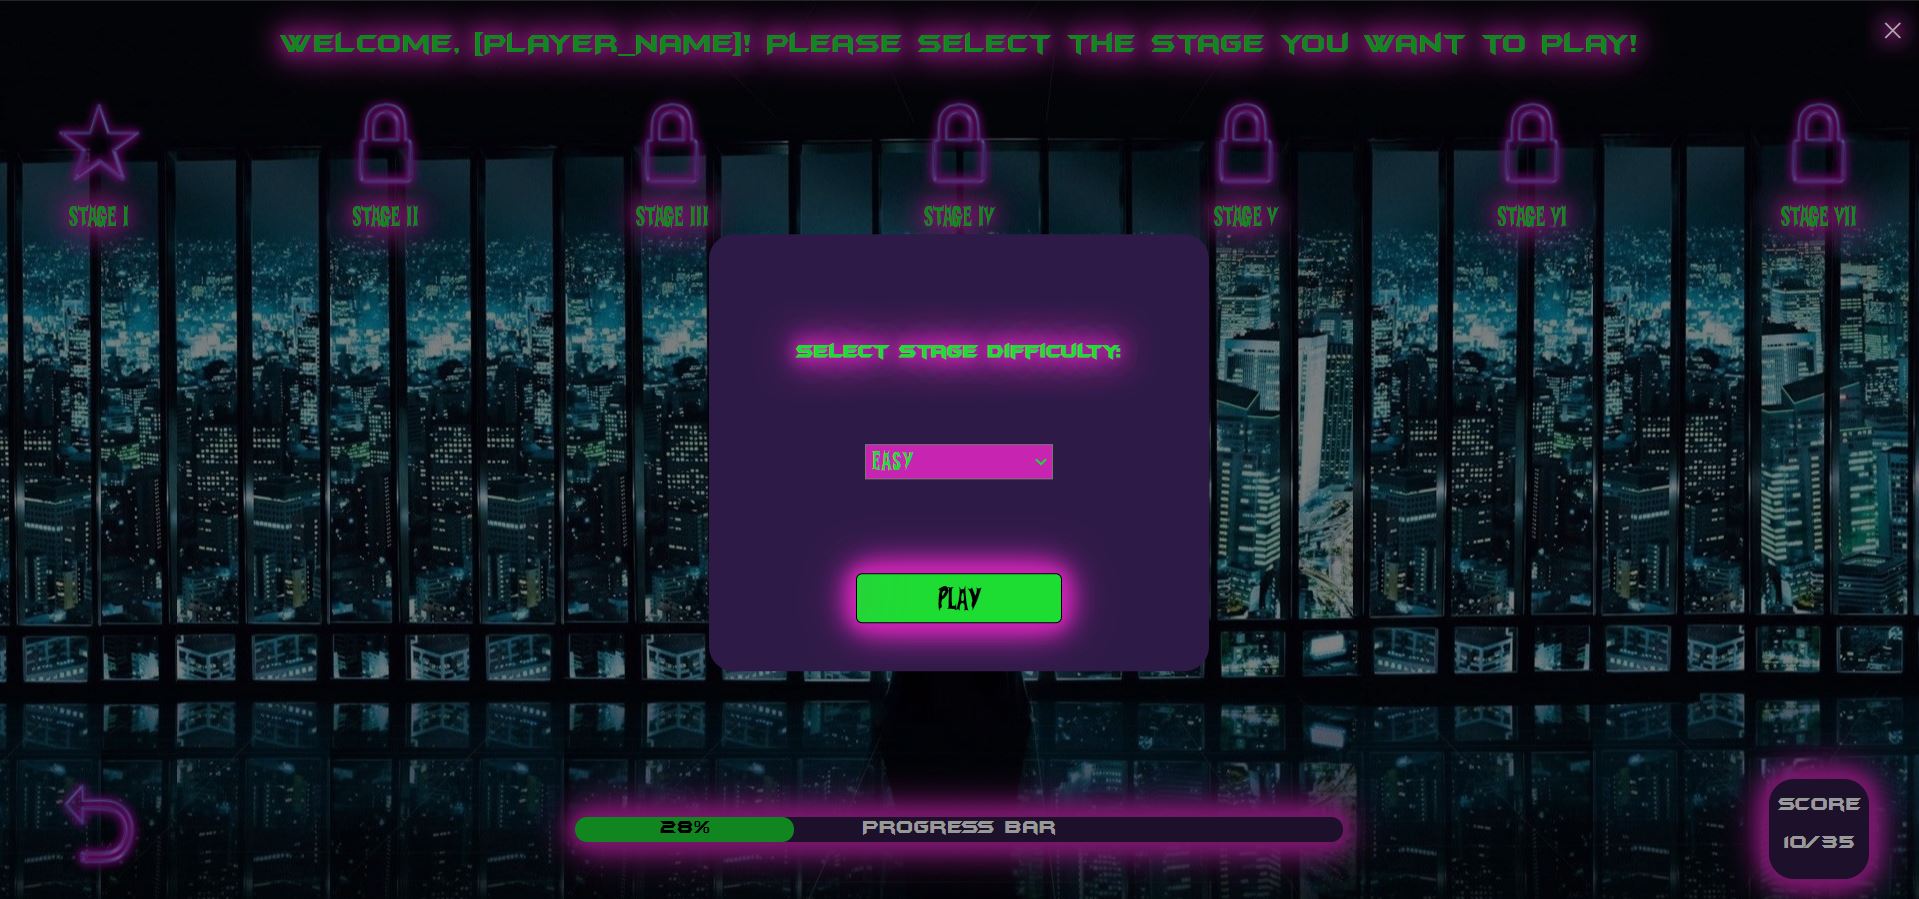 WELCOME, [PLAYER_NAME]! PLEASE SELECT THE STAGE YOU WANT TO PLAY!
STAGE I
STAGE II
STAGE III
STAGE IV
STAGE V
STAGE VI
STAGE VII
SELECT STAGE DIFFICULTY:
EASY
PLAY
28%
PROGRESS BAR
SCORE
10/35